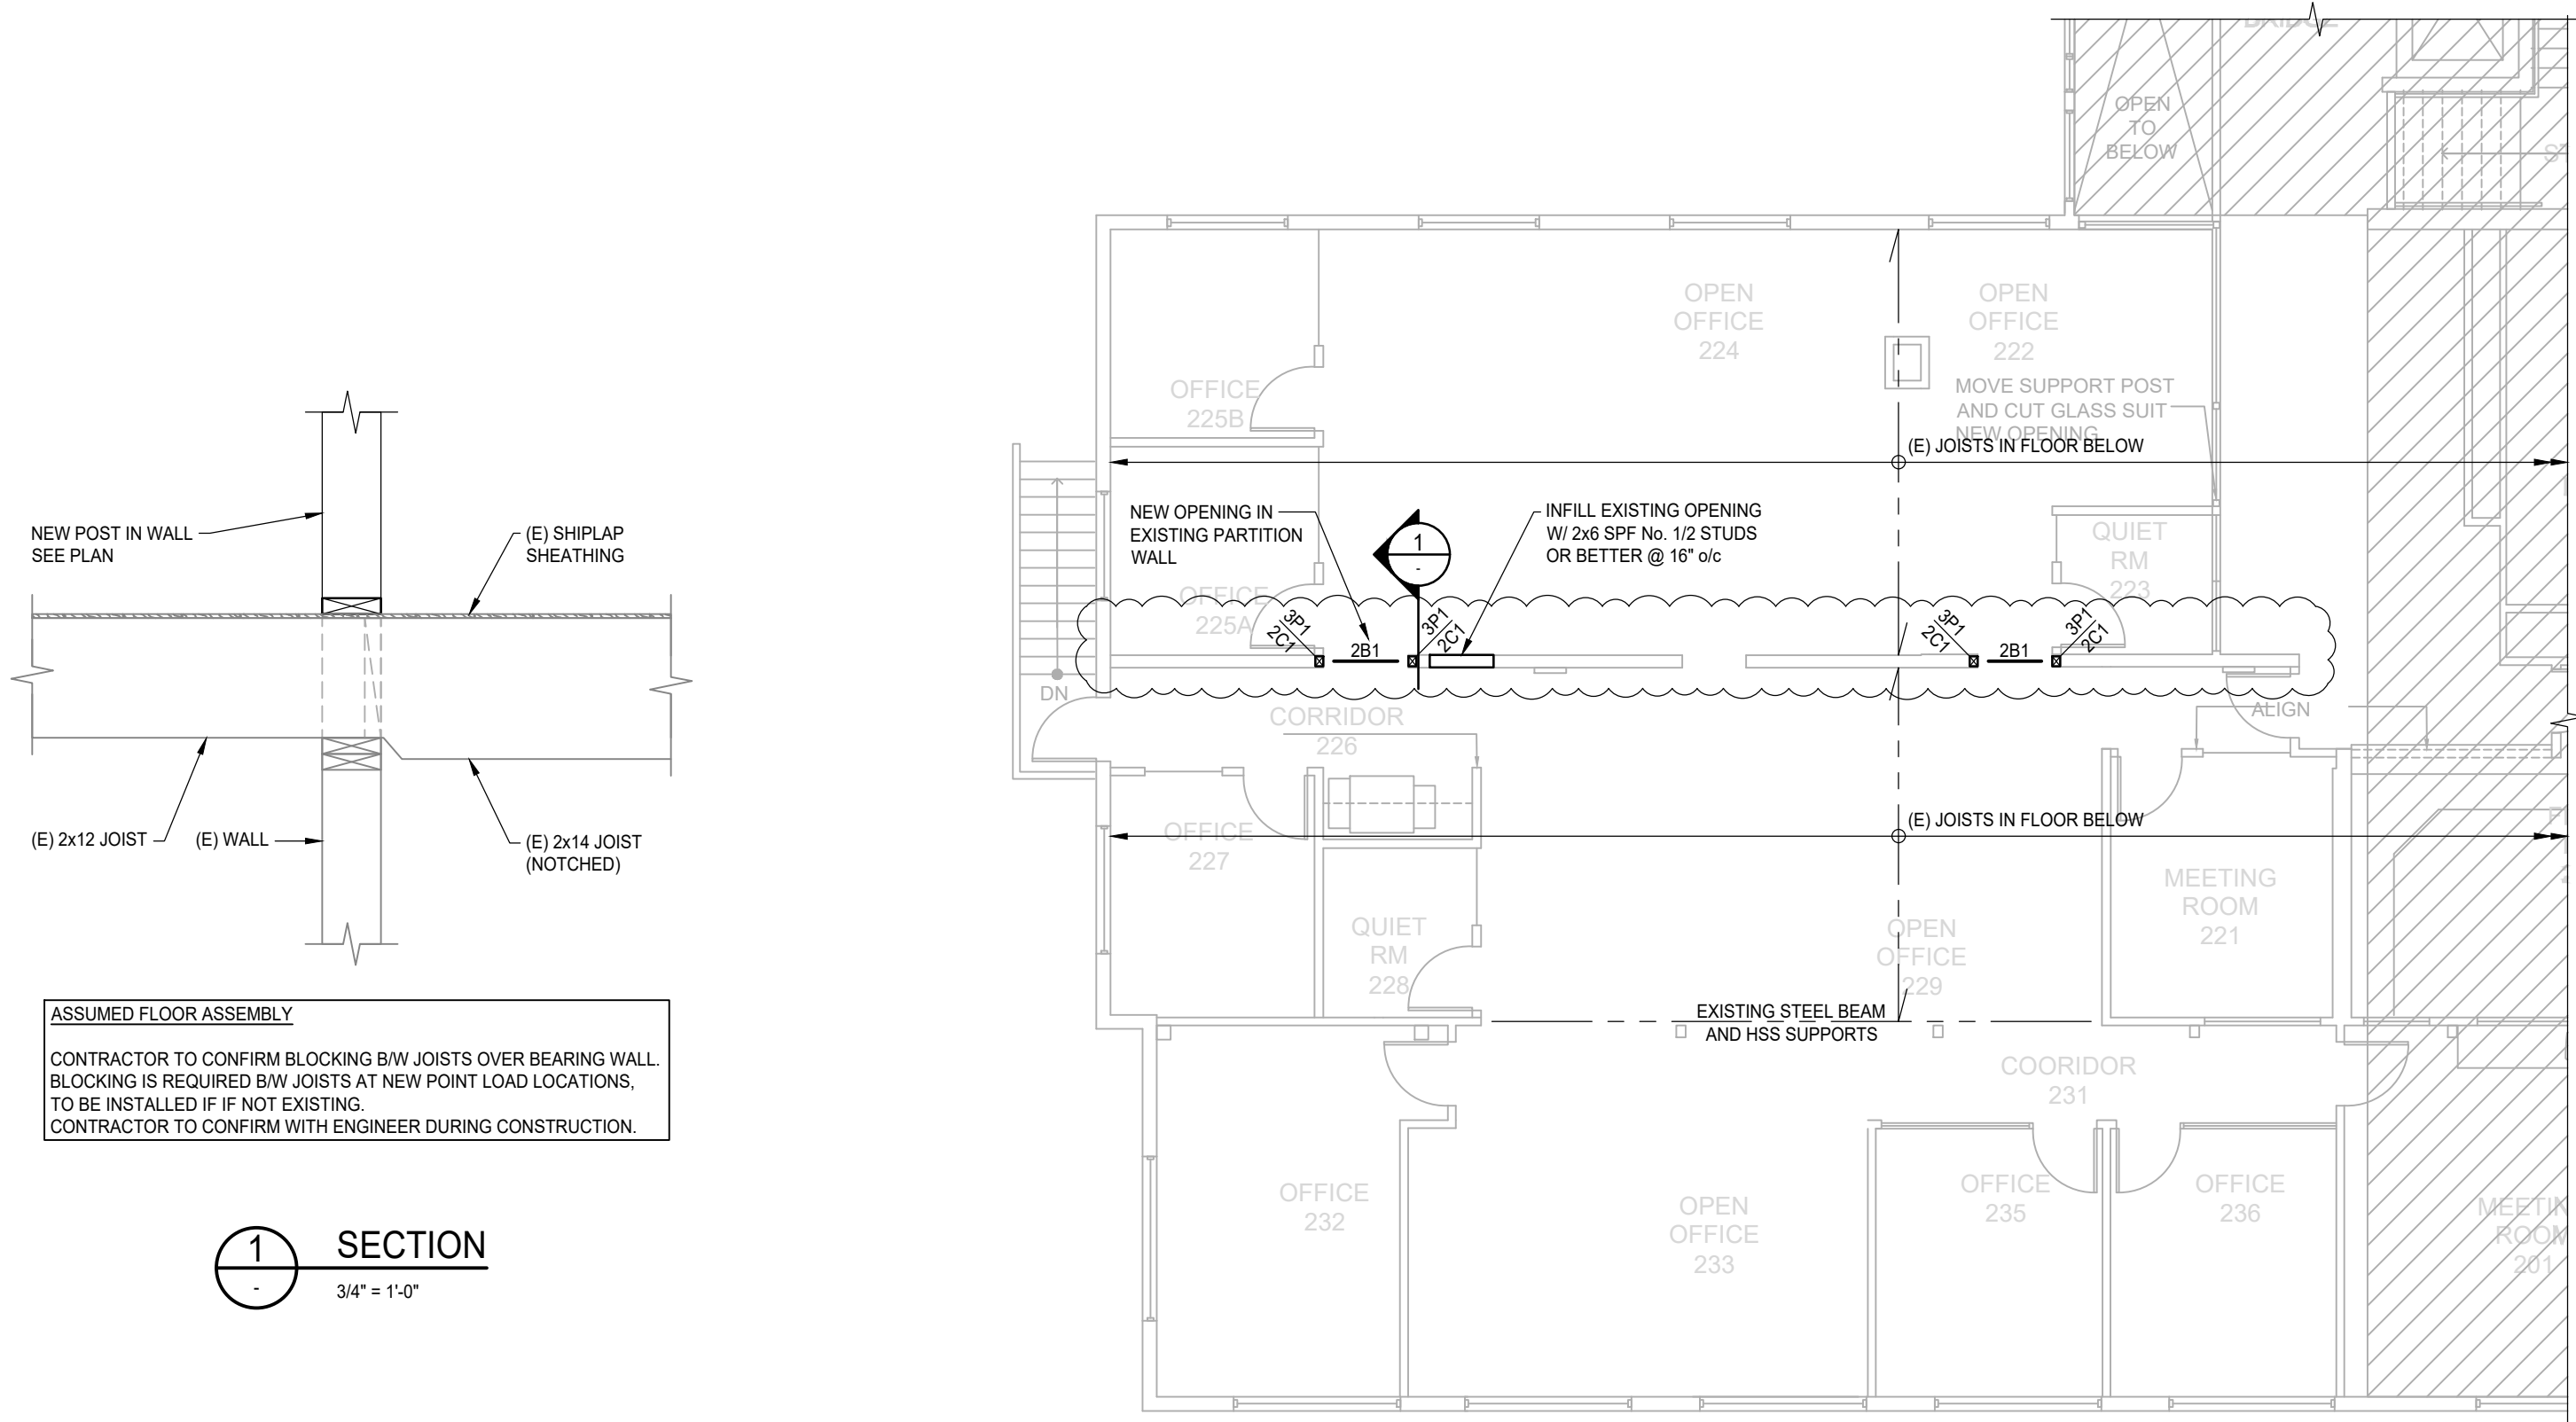 NEW POST IN WALL
SEE PLAN
(E) SHIPLAP
SHEATHING
(E) 2x12 JOIST
(E) WALL
(E) 2x14 JOIST
(NOTCHED)
ASSUMED FLOOR ASSEMBLY
CONTRACTOR TO CONFIRM BLOCKING B/W JOISTS OVER BEARING WALL.
BLOCKING IS REQUIRED B/W JOISTS AT NEW POINT LOAD LOCATIONS,
TO BE INSTALLED IF IF NOT EXISTING.
CONTRACTOR TO CONFIRM WITH ENGINEER DURING CONSTRUCTION.
1
-
SECTION
3/4" = 1'-0"
BRIDGE
OPEN
TO
BELOW
OPEN
OFFICE
224
OPEN
OFFICE
222
OFFICE
225B
MOVE SUPPORT POST
AND CUT GLASS SUIT
NEW OPENING
(E) JOISTS IN FLOOR BELOW
NEW OPENING IN
EXISTING PARTITION
WALL
1
-
INFILL EXISTING OPENING
W/ 2x6 SPF No. 1/2 STUDS
OR BETTER @ 16" o/c
QUIET
RM
223
OFFICE
225A
3P1
2C1
2B1
3P1
2C1
3P1
2C1
2B1
3P1
2C1
DN
CORRIDOR
226
ALIGN
(E) JOISTS IN FLOOR BELOW
OFFICE
227
MEETING
ROOM
221
QUIET
RM
228
OPEN
OFFICE
229
EXISTING STEEL BEAM
AND HSS SUPPORTS
COORIDOR
231
OFFICE
232
OPEN
OFFICE
233
OFFICE
235
OFFICE
236
MEETIN
ROOM
201